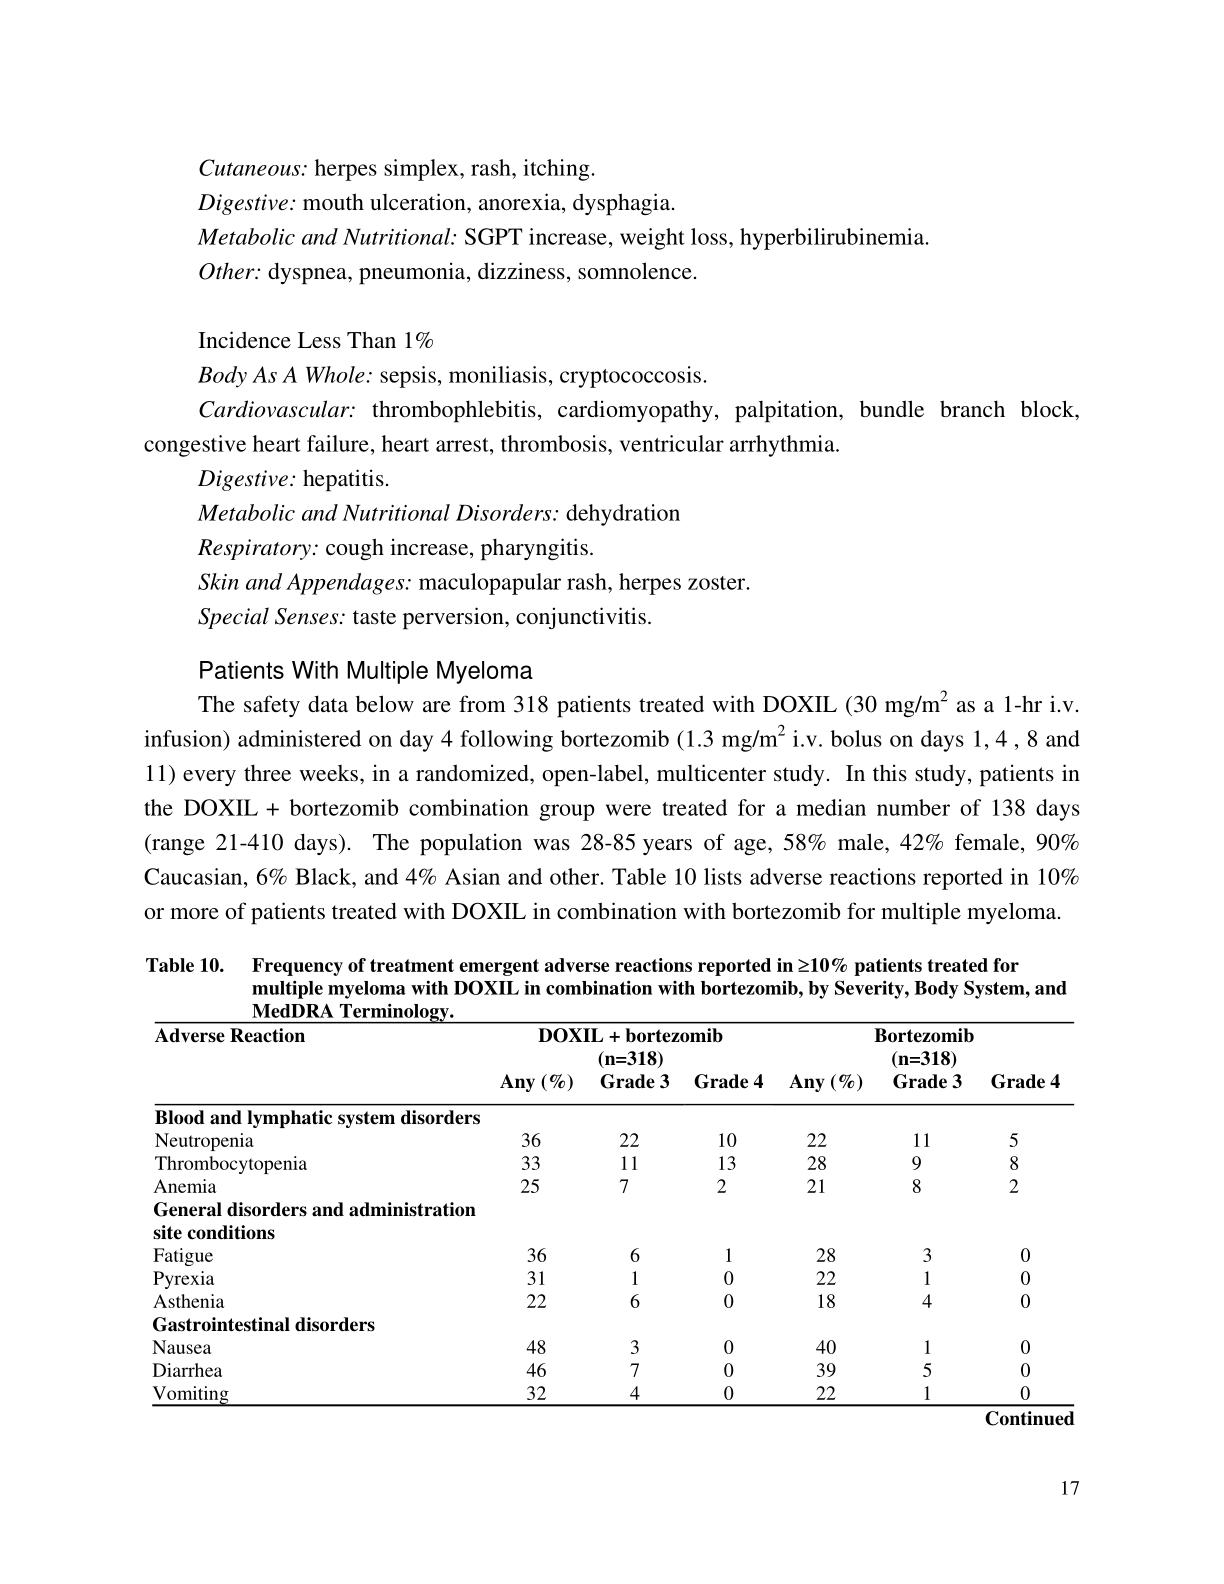 Cutaneous: herpes simplex, rash, itching.
Digestive: mouth ulceration, anorexia, dysphagia.
Metabolic and Nutritional: SGPT increase, weight loss, hyperbilirubinemia.
Other: dyspnea, pneumonia, dizziness, somnolence.
Incidence Less Than 1%
Body As A Whole: sepsis, moniliasis, cryptococcosis.
Cardiovascular: thrombophlebitis, cardiomyopathy, palpitation, bundle branch block,
congestive heart failure, heart arrest, thrombosis, ventricular arrhythmia.
Digestive: hepatitis.
Metabolic and Nutritional Disorders: dehydration
Respiratory: cough increase, pharyngitis.
Skin and Appendages: maculopapular rash, herpes zoster.
Special Senses: taste perversion, conjunctivitis.
Patients With Multiple Myeloma
The safety data below are from 318 patients treated with DOXIL (30 mg/m² as a 1-hr i.v.
infusion) administered on day 4 following bortezomib (1.3 mg/m² i.v. bolus on days 1, 4 , 8 and
11) every three weeks, in a randomized, open-label, multicenter study. In this study, patients in
the DOXIL + bortezomib combination group were treated for a median number of 138 days
(range 21-410 days). The population was 28-85 years of age, 58% male, 42% female, 90%
Caucasian, 6% Black, and 4% Asian and other. Table 10 lists adverse reactions reported in 10%
or more of patients treated with DOXIL in combination with bortezomib for multiple myeloma.
Table 10. Frequency of treatment emergent adverse reactions reported in ≥10% patients treated for
multiple myeloma with DOXIL in combination with bortezomib, by Severity, Body System, and
MedDRA Terminology.
Adverse Reaction DOXIL + bortezomib Bortezomib
(n=318) (n=318)
Any (%) Grade 3 Grade 4 Any (%) Grade 3 Grade 4
Blood and lymphatic system disorders
Neutropenia 36 22 10 22 11 5
Thrombocytopenia 33 11 13 28 9 8
Anemia 25 7 2 21 8 2
General disorders and administration
site conditions
Fatigue 36 6 1 28 3 0
Pyrexia 31 1 0 22 1 0
Asthenia 22 6 0 18 4 0
Gastrointestinal disorders
Nausea 48 3 0 40 1 0
Diarrhea 46 7 0 39 5 0
Vomiting 32 4 0 22 1 0
Continued
17